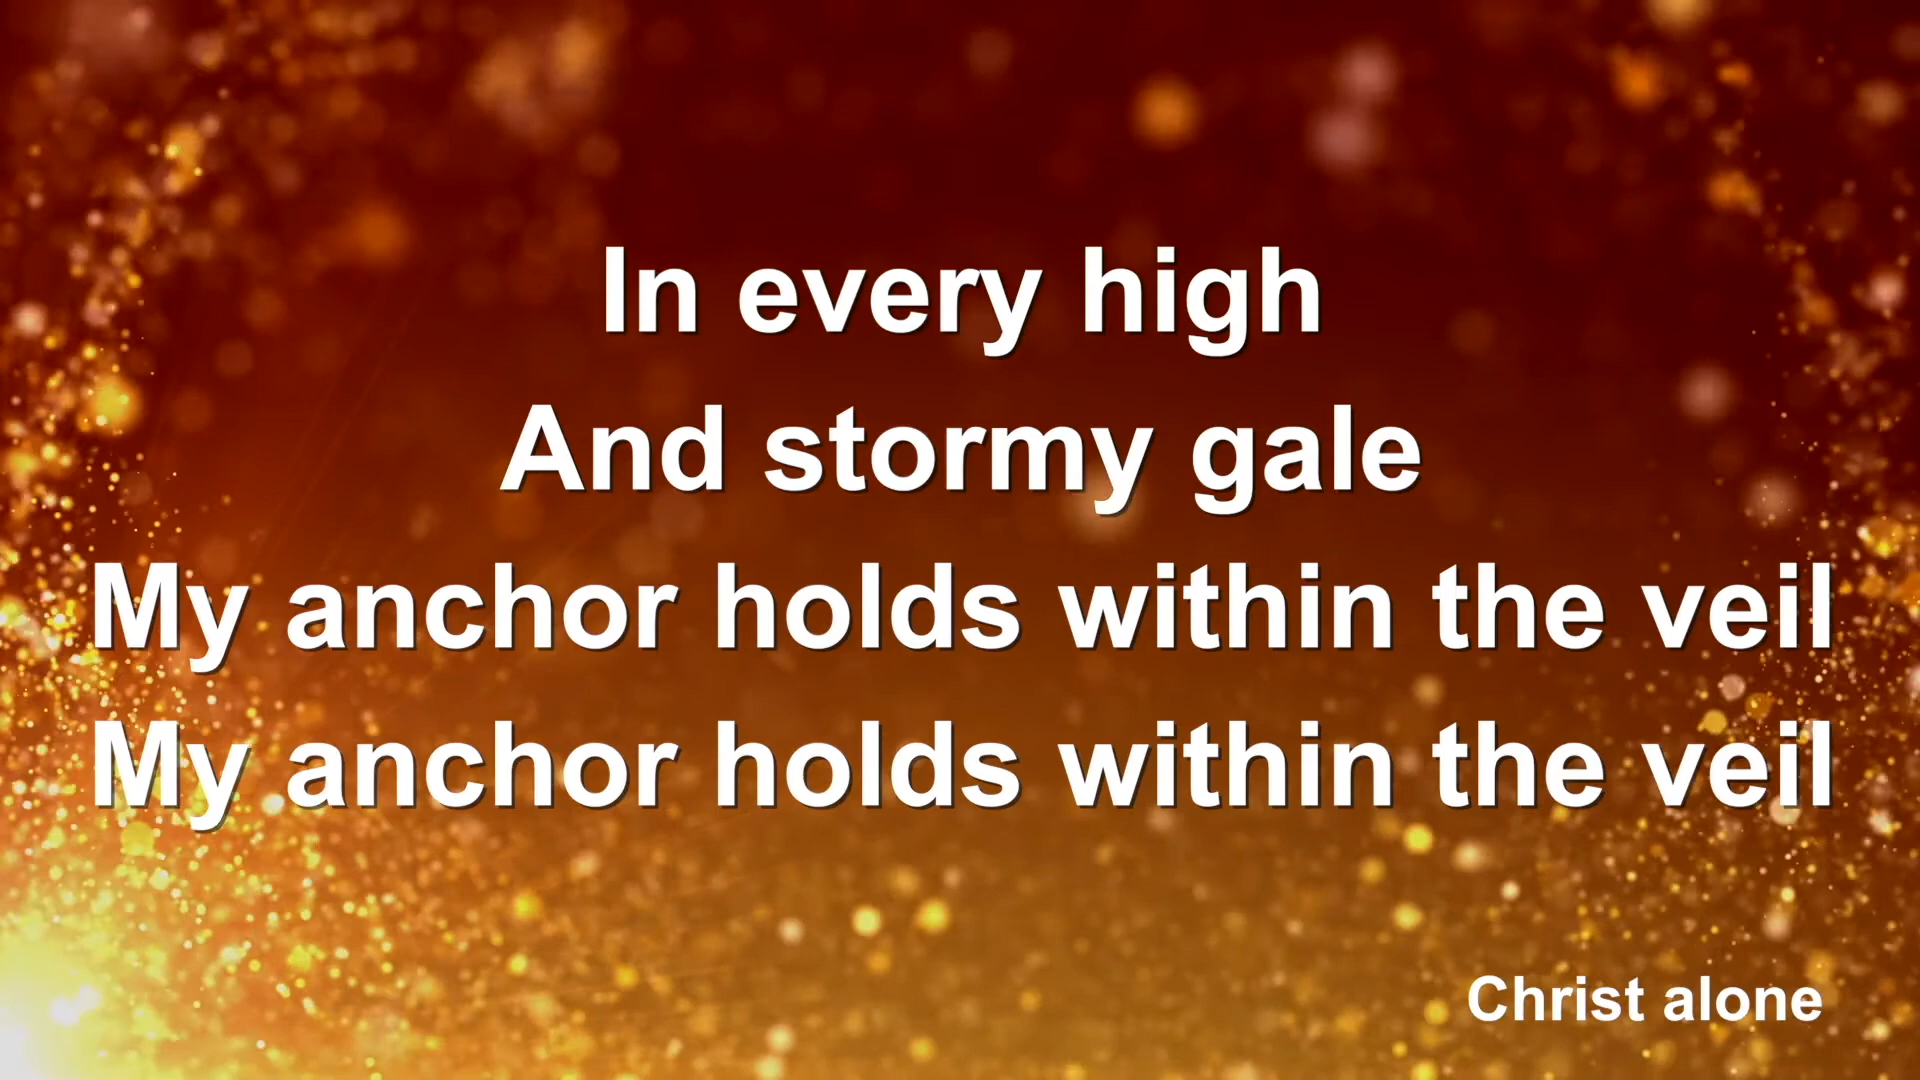 In every high
And stormy gale
My anchor holds within the veil
My anchor holds within the veil
Christ alone